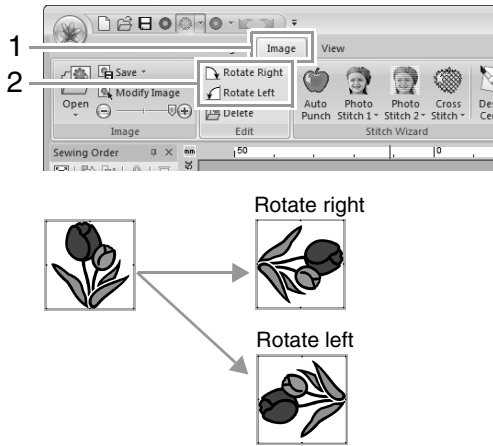 1
Image View
2
Save Rotate Right
Modify Image Rotate Left
Open Delete Auto Punch Photo Stitch 1 Photo Stitch 2 Cross Stitch
Image Edit Stitch Wizard
Sewing Order mm 50 0
Rotate right
Rotate left